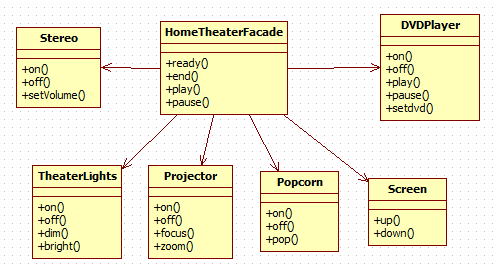 Stereo
+on()
+off()
+setVolume()
HomeTheaterFacade
+ready()
+end()
+play()
+pause()
DVDPlayer
+on()
+off()
+play()
+pause()
+setdvd()
TheaterLights
+on()
+off()
+dim()
+bright()
Projector
+on()
+off()
+focus()
+zoom()
Popcorn
+on()
+off()
+pop()
Screen
+up()
+down()